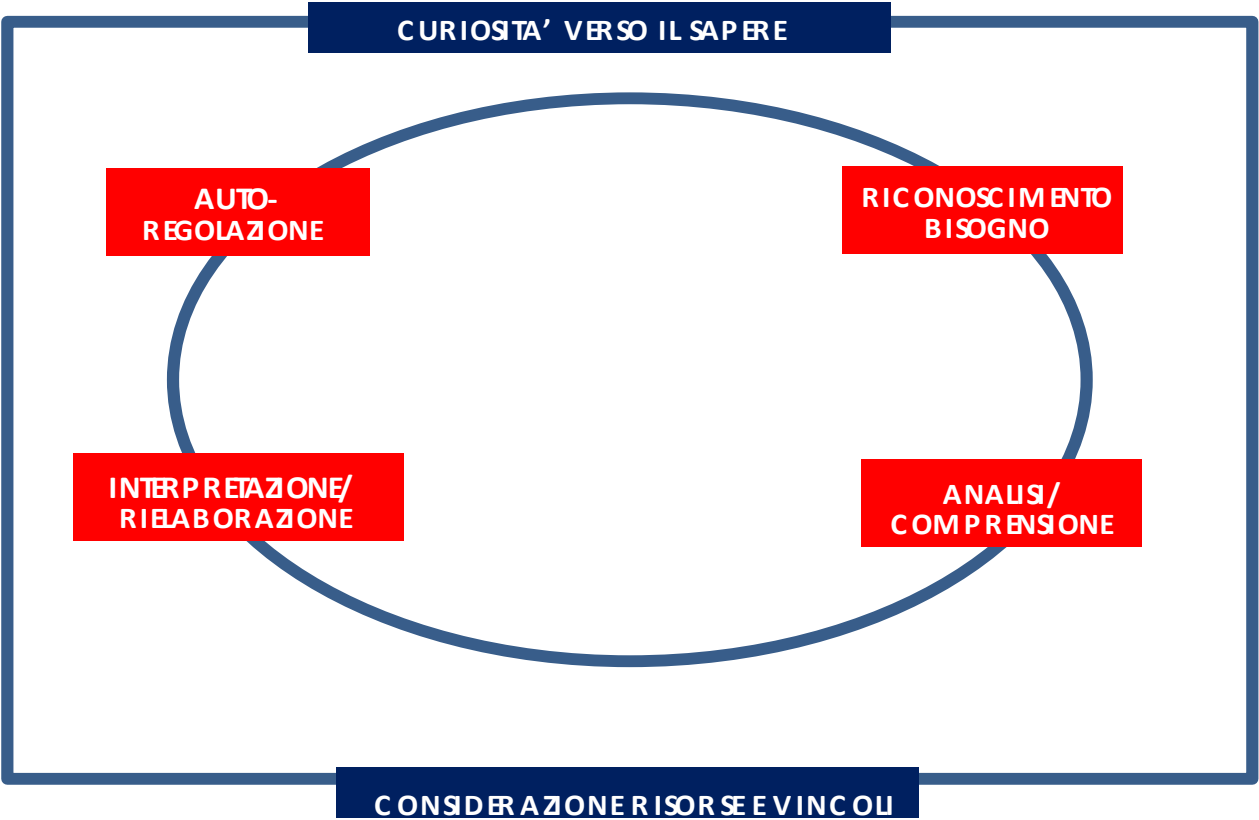 CURIOSITA’ VERSO IL SAPERE
AUTO-
REGOLAZIONE
RICONOSCIMENTO
BISOGNO
INTERPRETAZIONE/
RIELABORAZIONE
ANALISI/
COMPRENSIONE
CONSIDERAZIONE RISORSE E VINCOLI